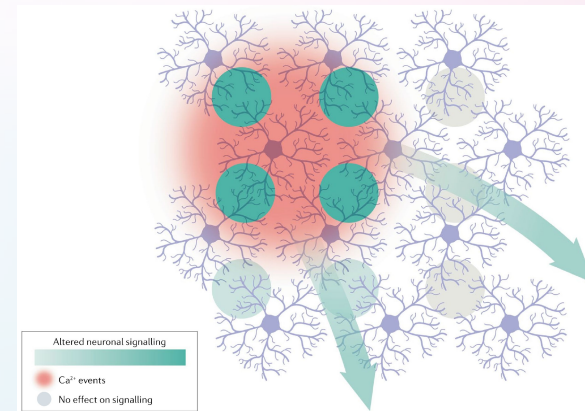 Altered neuronal signalling
Ca²⁺ events
No effect on signalling